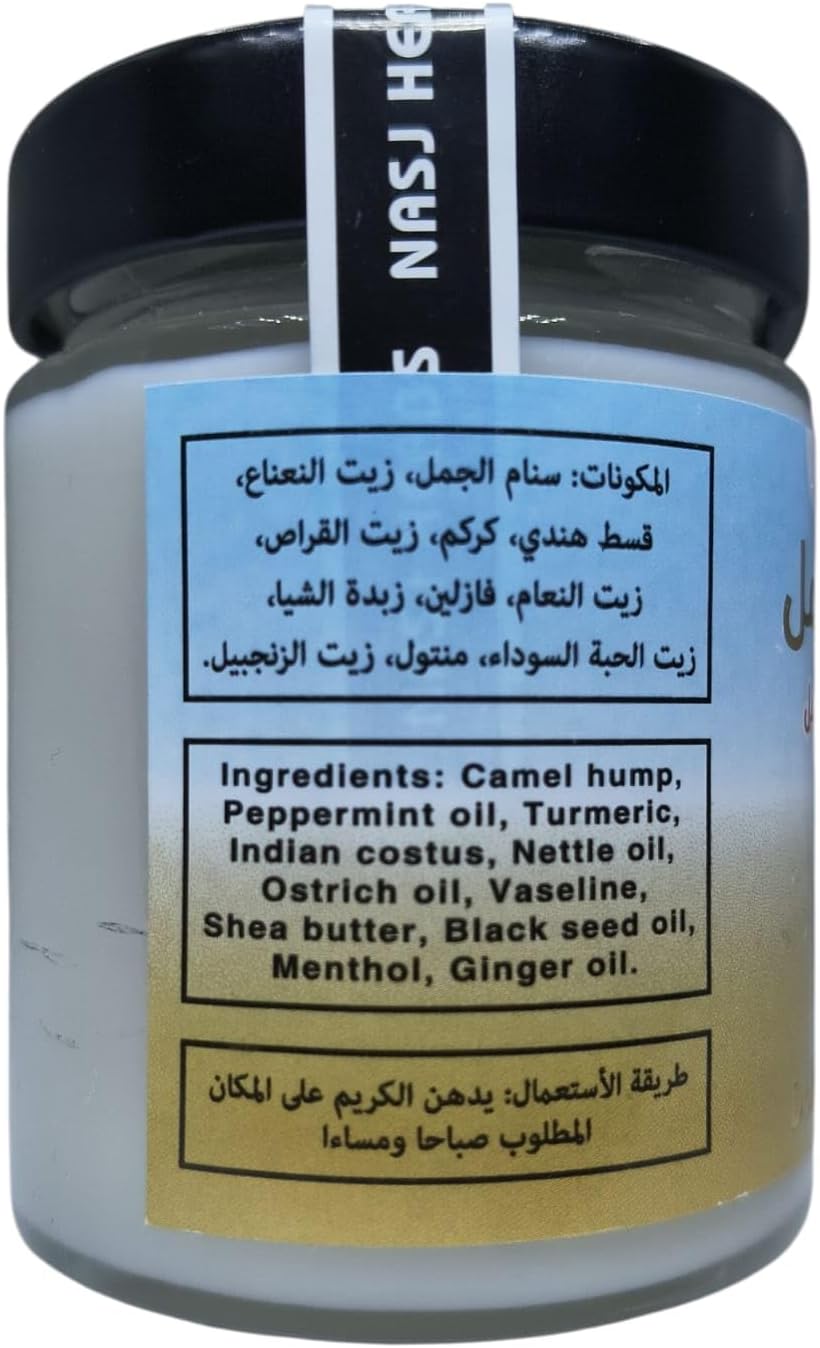 NASJ
المكونات: سنام الجمل، زيت النعناع،
قسط هندي، كركم، زيت القراص،
زيت النعام، فازلين، زبدة الشيا،
زيت الحبة السوداء، منتول، زيت الزنجبيل.
Ingredients: Camel hump,
Peppermint oil, Turmeric,
Indian costus, Nettle oil,
Ostrich oil, Vaseline,
Shea butter, Black seed oil,
Menthol, Ginger oil.
طريقة الأستعمال: يدهن الكريم على المكان
المطلوب صباحا ومساءا